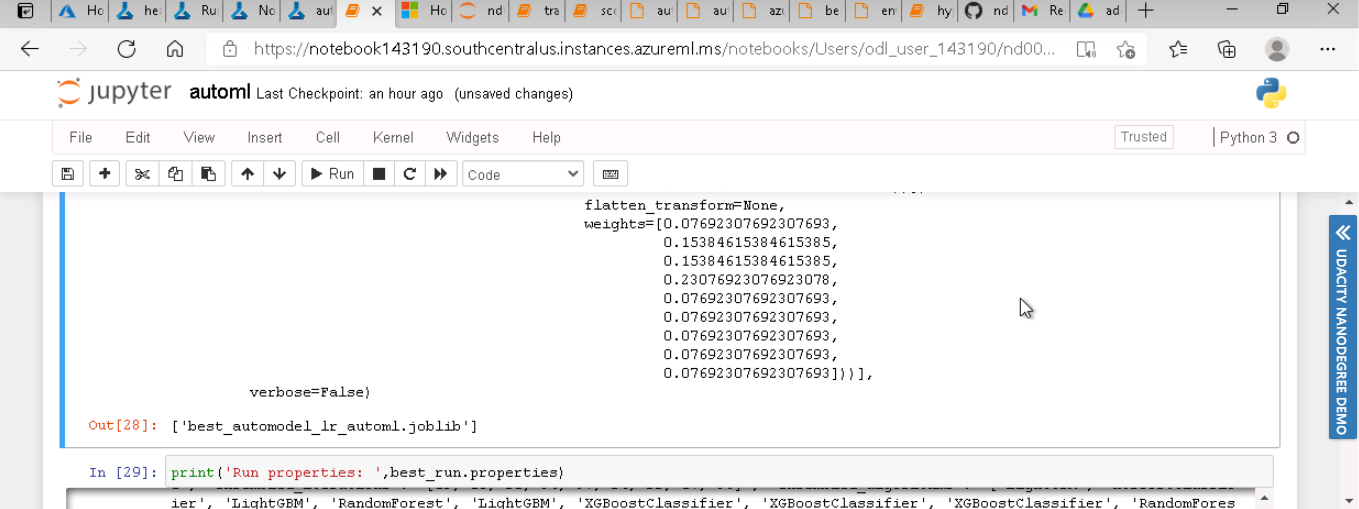 Ho he Ru No aut Ho nd tra sc aut aut azu be en hy nd Re ad
https://notebook143190.southcentralus.instances.azureml.ms/notebooks/Users/odl_user_143190/nd00...
jupyter automl Last Checkpoint: an hour ago (unsaved changes)
File Edit View Insert Cell Kernel Widgets Help Trusted Python 3
Run Code
flatten_transform=None,
weights=[0.07692307692307693,
0.15384615384615385,
0.15384615384615385,
0.23076923076923078,
0.07692307692307693,
0.07692307692307693,
0.07692307692307693,
0.07692307692307693,
0.07692307692307693]))],
verbose=False)
Out[28]: ['best_automodel_lr_automl.joblib']
In [29]: print('Run properties: ',best_run.properties)
ier', 'LightGBM', 'RandomForest', 'LightGBM', 'XGBoostClassifier', 'XGBoostClassifier', 'XGBoostClassifier', 'RandomFores
UDACITY NANODEGREE DEMO